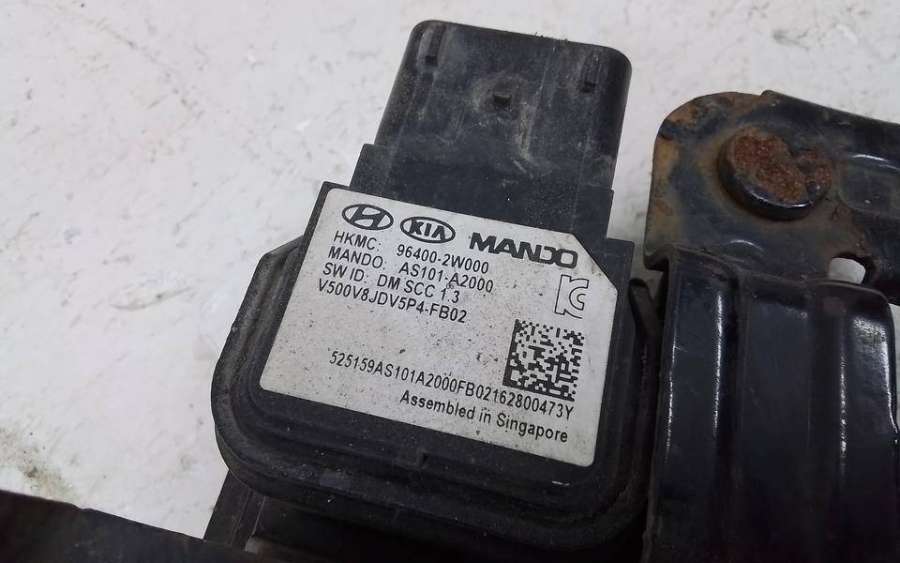 KIA MANDO
HKMC: 96400-2W000
MANDO: AS101-A2000
SW ID: DM SCC 1.3
V500V8JDV5P4-FB02
525159AS101A2000FB02162800473Y
Assembled in Singapore